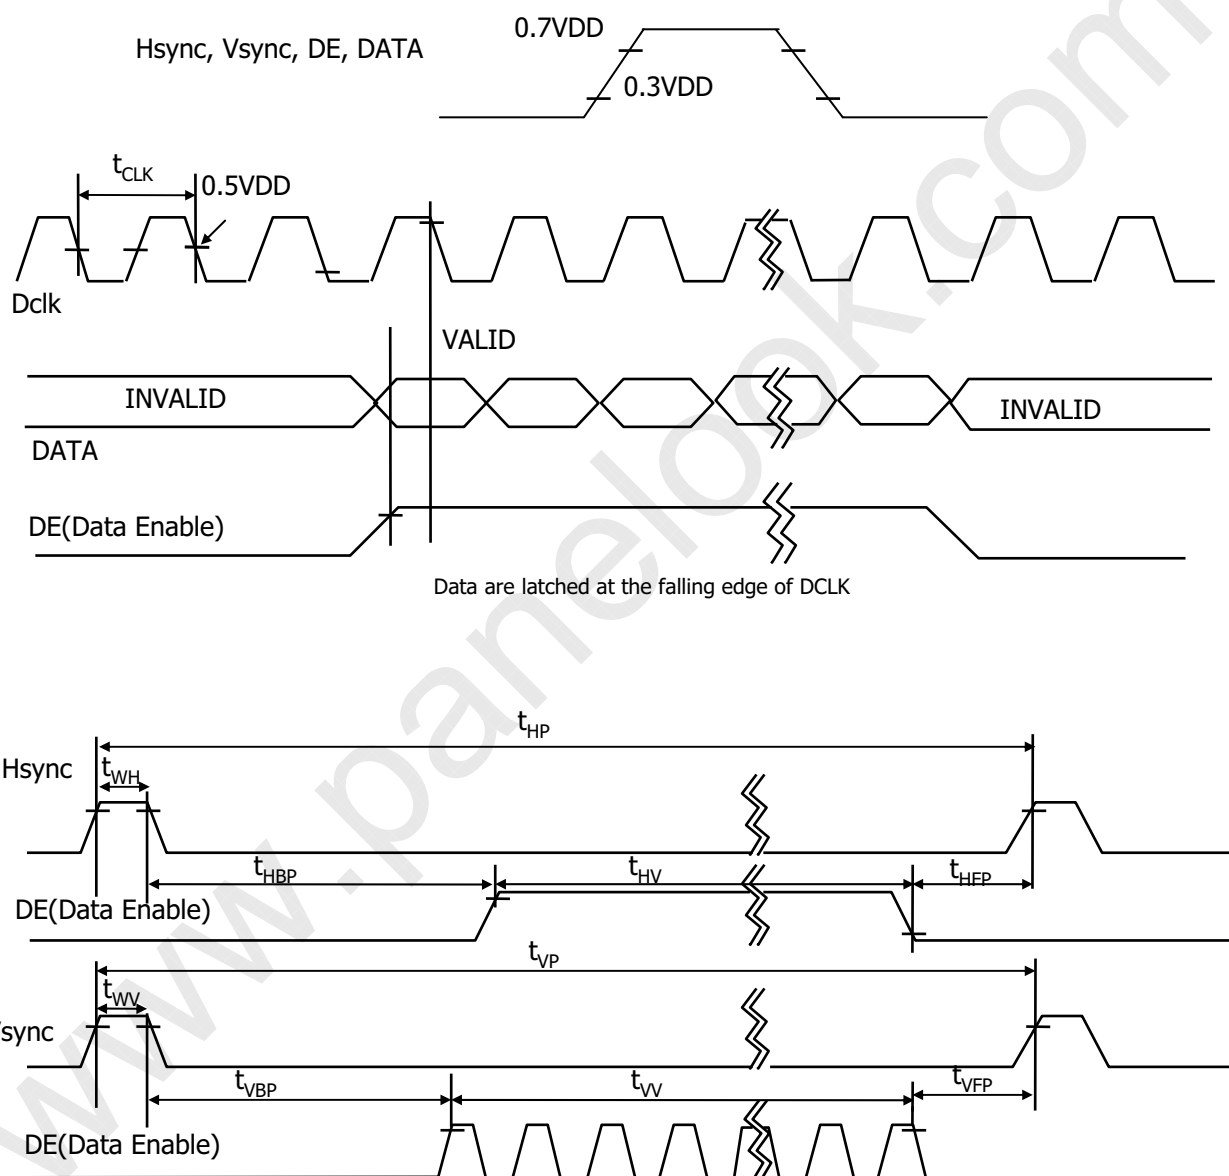 0.7VDD
Hsync, Vsync, DE, DATA
0.3VDD
tCLK
0.5VDD
Dclk
VALID
INVALID
INVALID
DATA
DE(Data Enable)
Data are latched at the falling edge of DCLK
tHP
Hsync
tWH
tHBP
tHV
tHFP
DE(Data Enable)
tVP
tWV
sync
tVBP
tVV
tVFP
DE(Data Enable)
www.panelook.com